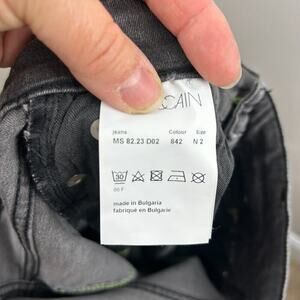 CAIN
Jeans Colour Size
MS 82.23 D02 842 N 2
30
made in Bulgaria
fabriqué en Bulgarie